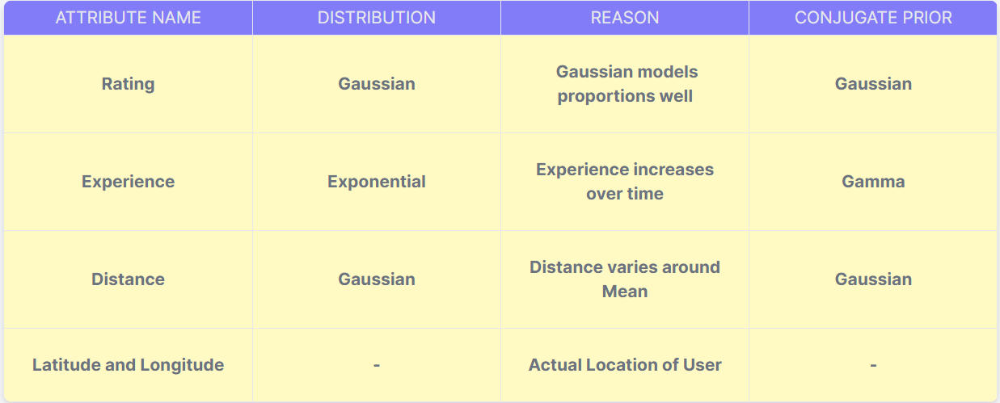 ATTRIBUTE NAME DISTRIBUTION REASON CONJUGATE PRIOR
Rating Gaussian Gaussian models
proportions well Gaussian
Experience Exponential Experience increases
over time Gamma
Distance Gaussian Distance varies around
Mean Gaussian
Latitude and Longitude - Actual Location of User -